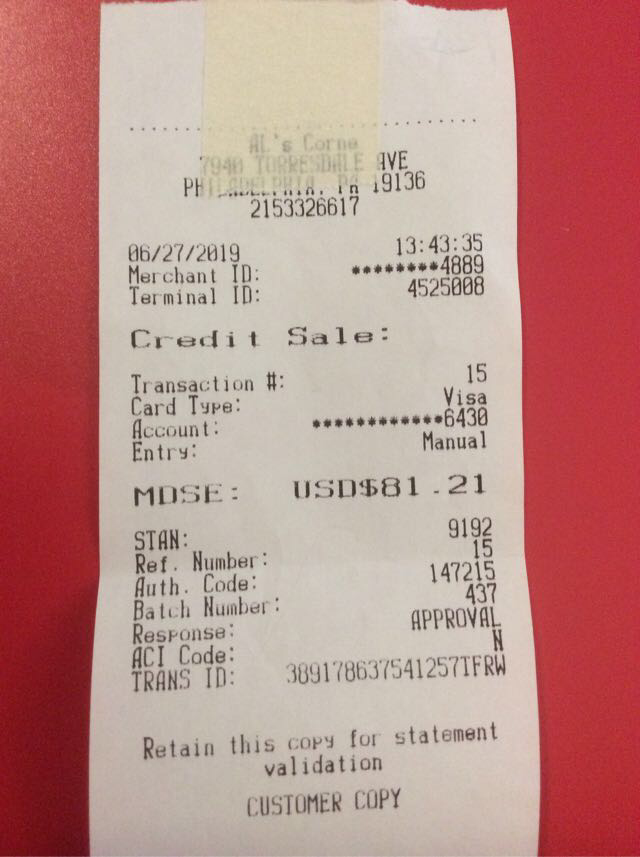 AL's Corne
7940 TORRESDALE AVE
PHILADELPHIA, PA 19136
2153326617
06/27/2019 13:43:35
Merchant ID: ********4889
Terminal ID: 4525008
Credit Sale:
Transaction #: 15
Card Type: Visa
Account: ************6430
Entry: Manual
MDSE: USD$81.21
STAN: 9192
Ref. Number: 15
Auth. Code: 147215
Batch Number: 437
Response: APPROVAL
ACI Code: N
TRANS ID: 389178637541257TFRW
Retain this copy for statement
validation
CUSTOMER COPY